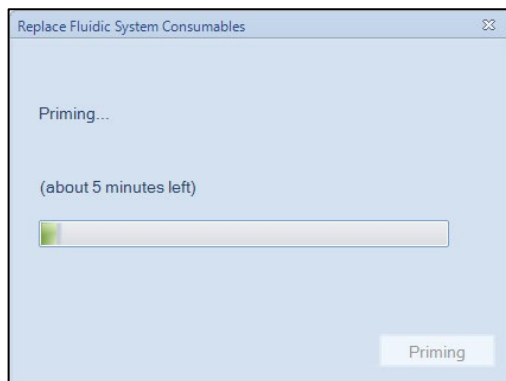 Replace Fluidic System Consumables
Priming...
(about 5 minutes left)
Priming